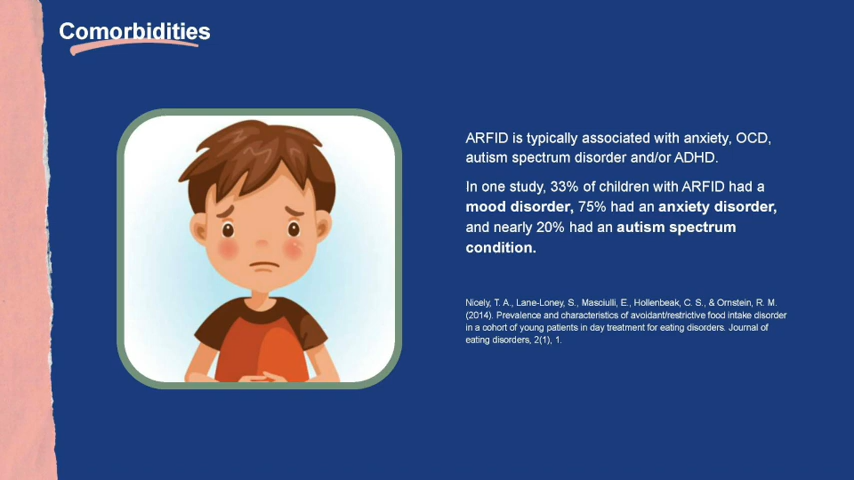 Comorbidities
ARFID is typically associated with anxiety, OCD,
autism spectrum disorder and/or ADHD.
In one study, 33% of children with ARFID had a
mood disorder, 75% had an anxiety disorder,
and nearly 20% had an autism spectrum
condition.
Nicely, T. A., Lane-Loney, S., Masciulli, E., Hollenbeak, C. S., & Ornstein, R. M.
(2014). Prevalence and characteristics of avoidant/restrictive food intake disorder
in a cohort of young patients in day treatment for eating disorders. Journal of
eating disorders, 2(1), 1.